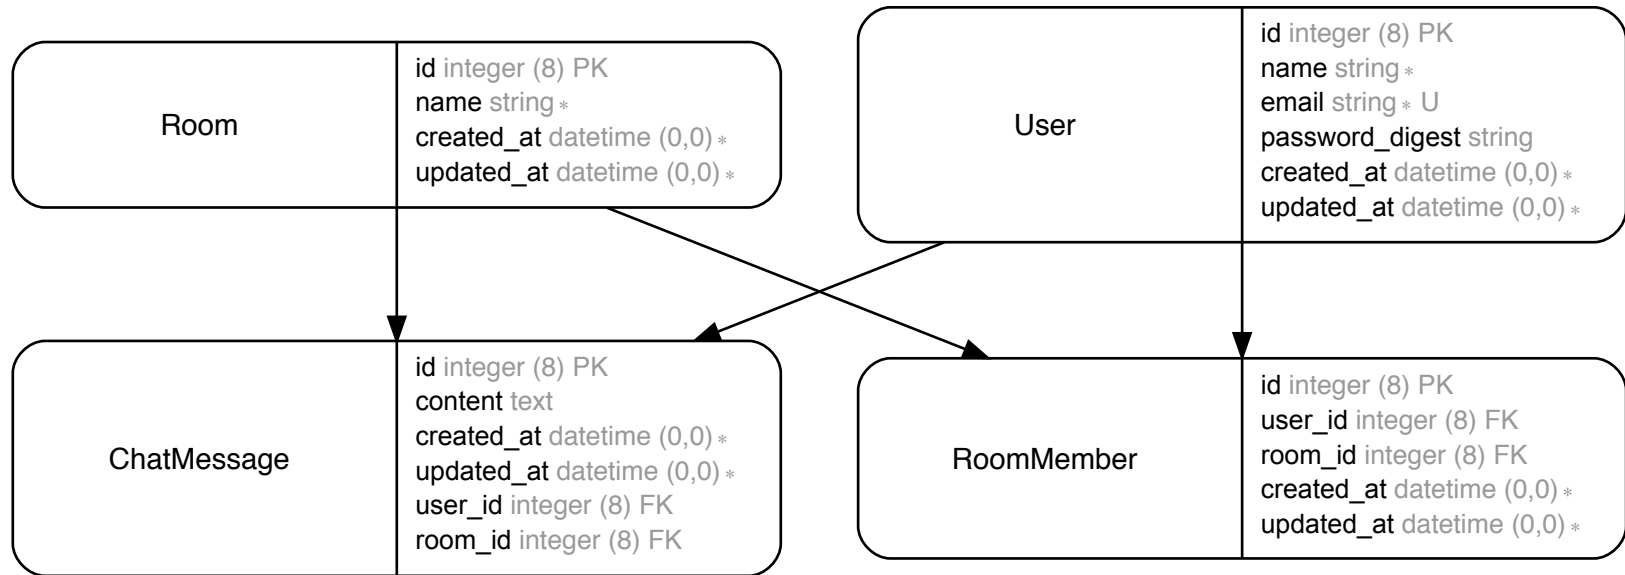 Room
id integer (8) PK
name string *
created_at datetime (0,0) *
updated_at datetime (0,0) *
User
id integer (8) PK
name string *
email string * U
password_digest string
created_at datetime (0,0) *
updated_at datetime (0,0) *
ChatMessage
id integer (8) PK
content text
created_at datetime (0,0) *
updated_at datetime (0,0) *
user_id integer (8) FK
room_id integer (8) FK
RoomMember
id integer (8) PK
user_id integer (8) FK
room_id integer (8) FK
created_at datetime (0,0) *
updated_at datetime (0,0) *